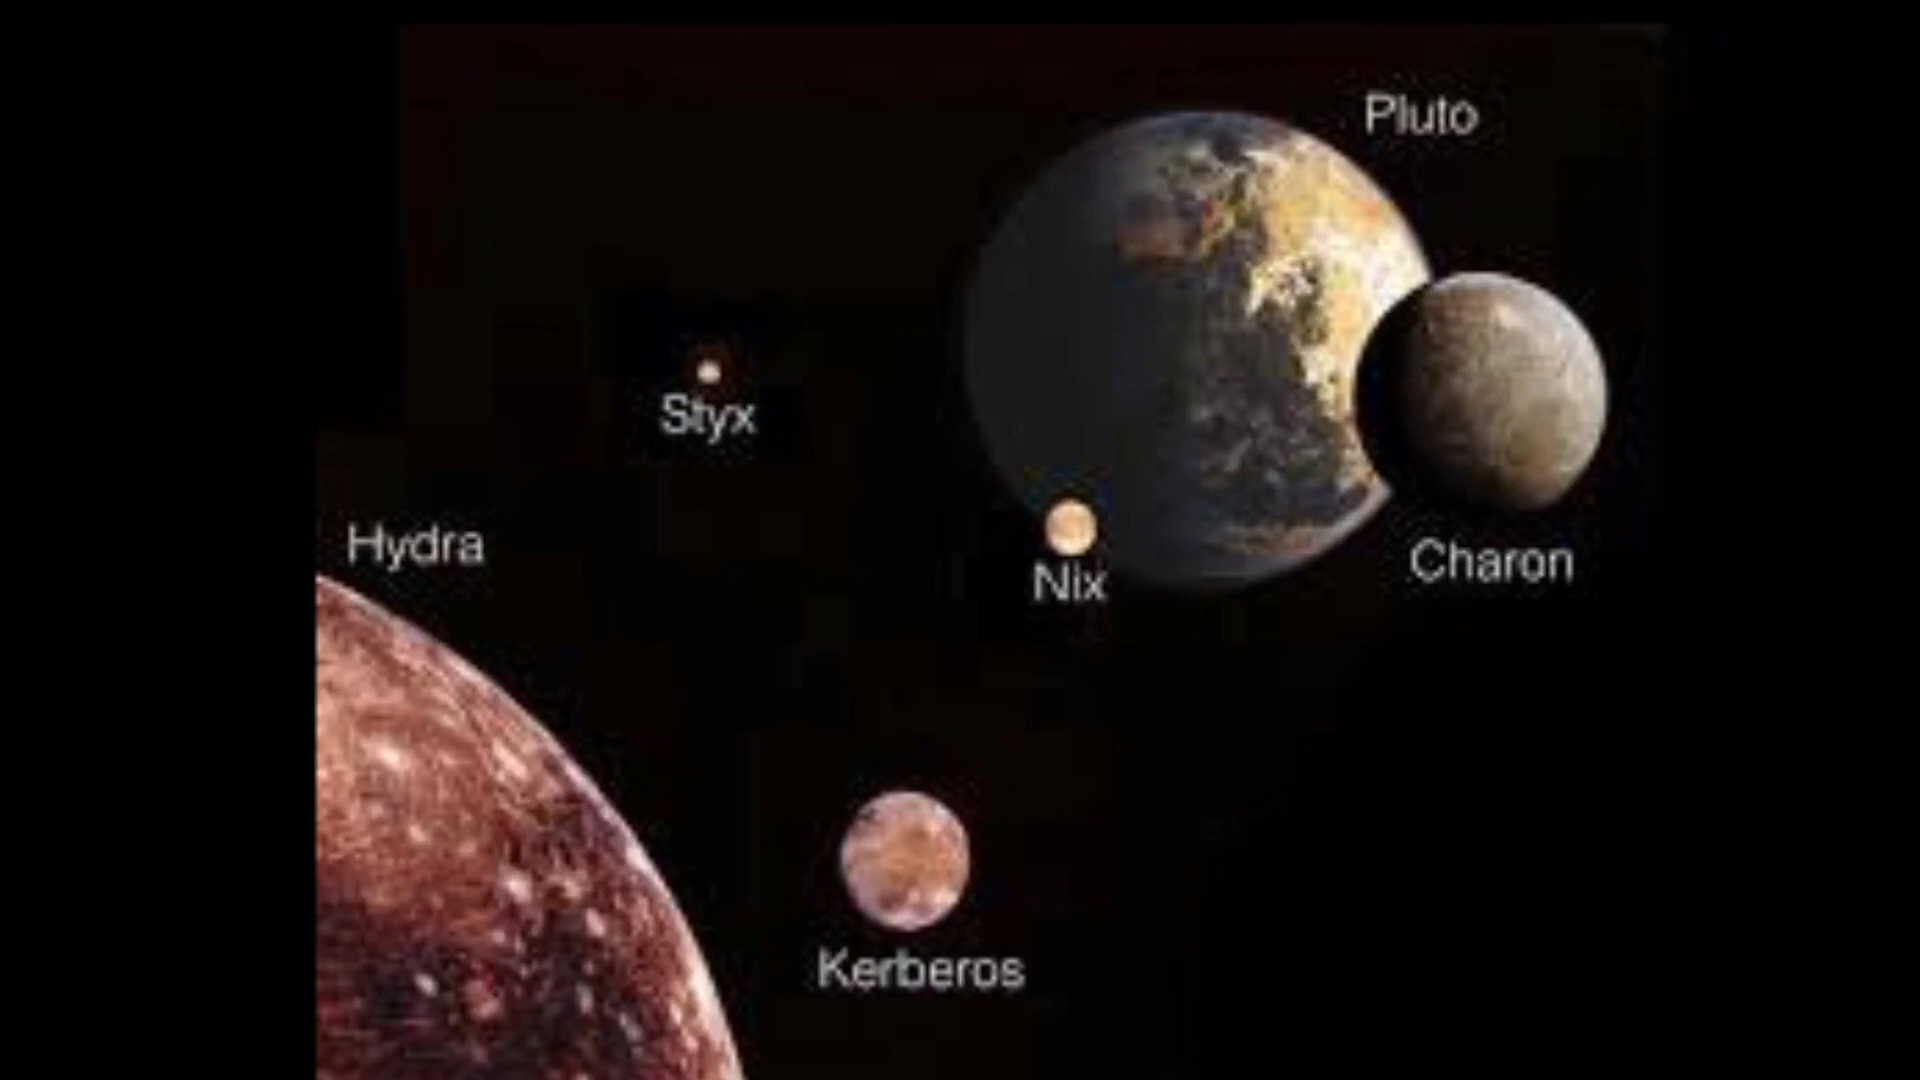 Pluto
Styx
Hydra
Charon
Nix
Kerberos